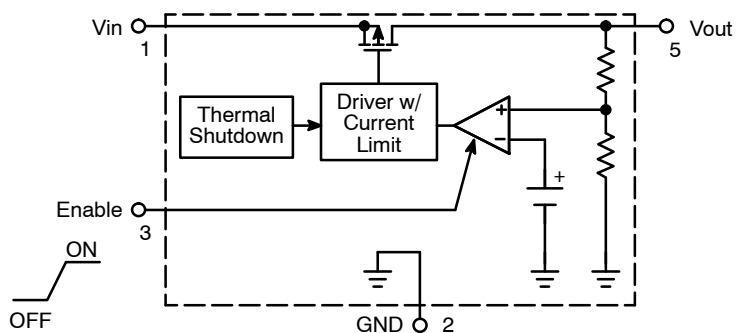 Vin
1
5
Vout
Thermal
Shutdown
Driver w/
Current
Limit
+
−
+
Enable
3
ON
OFF
GND
2